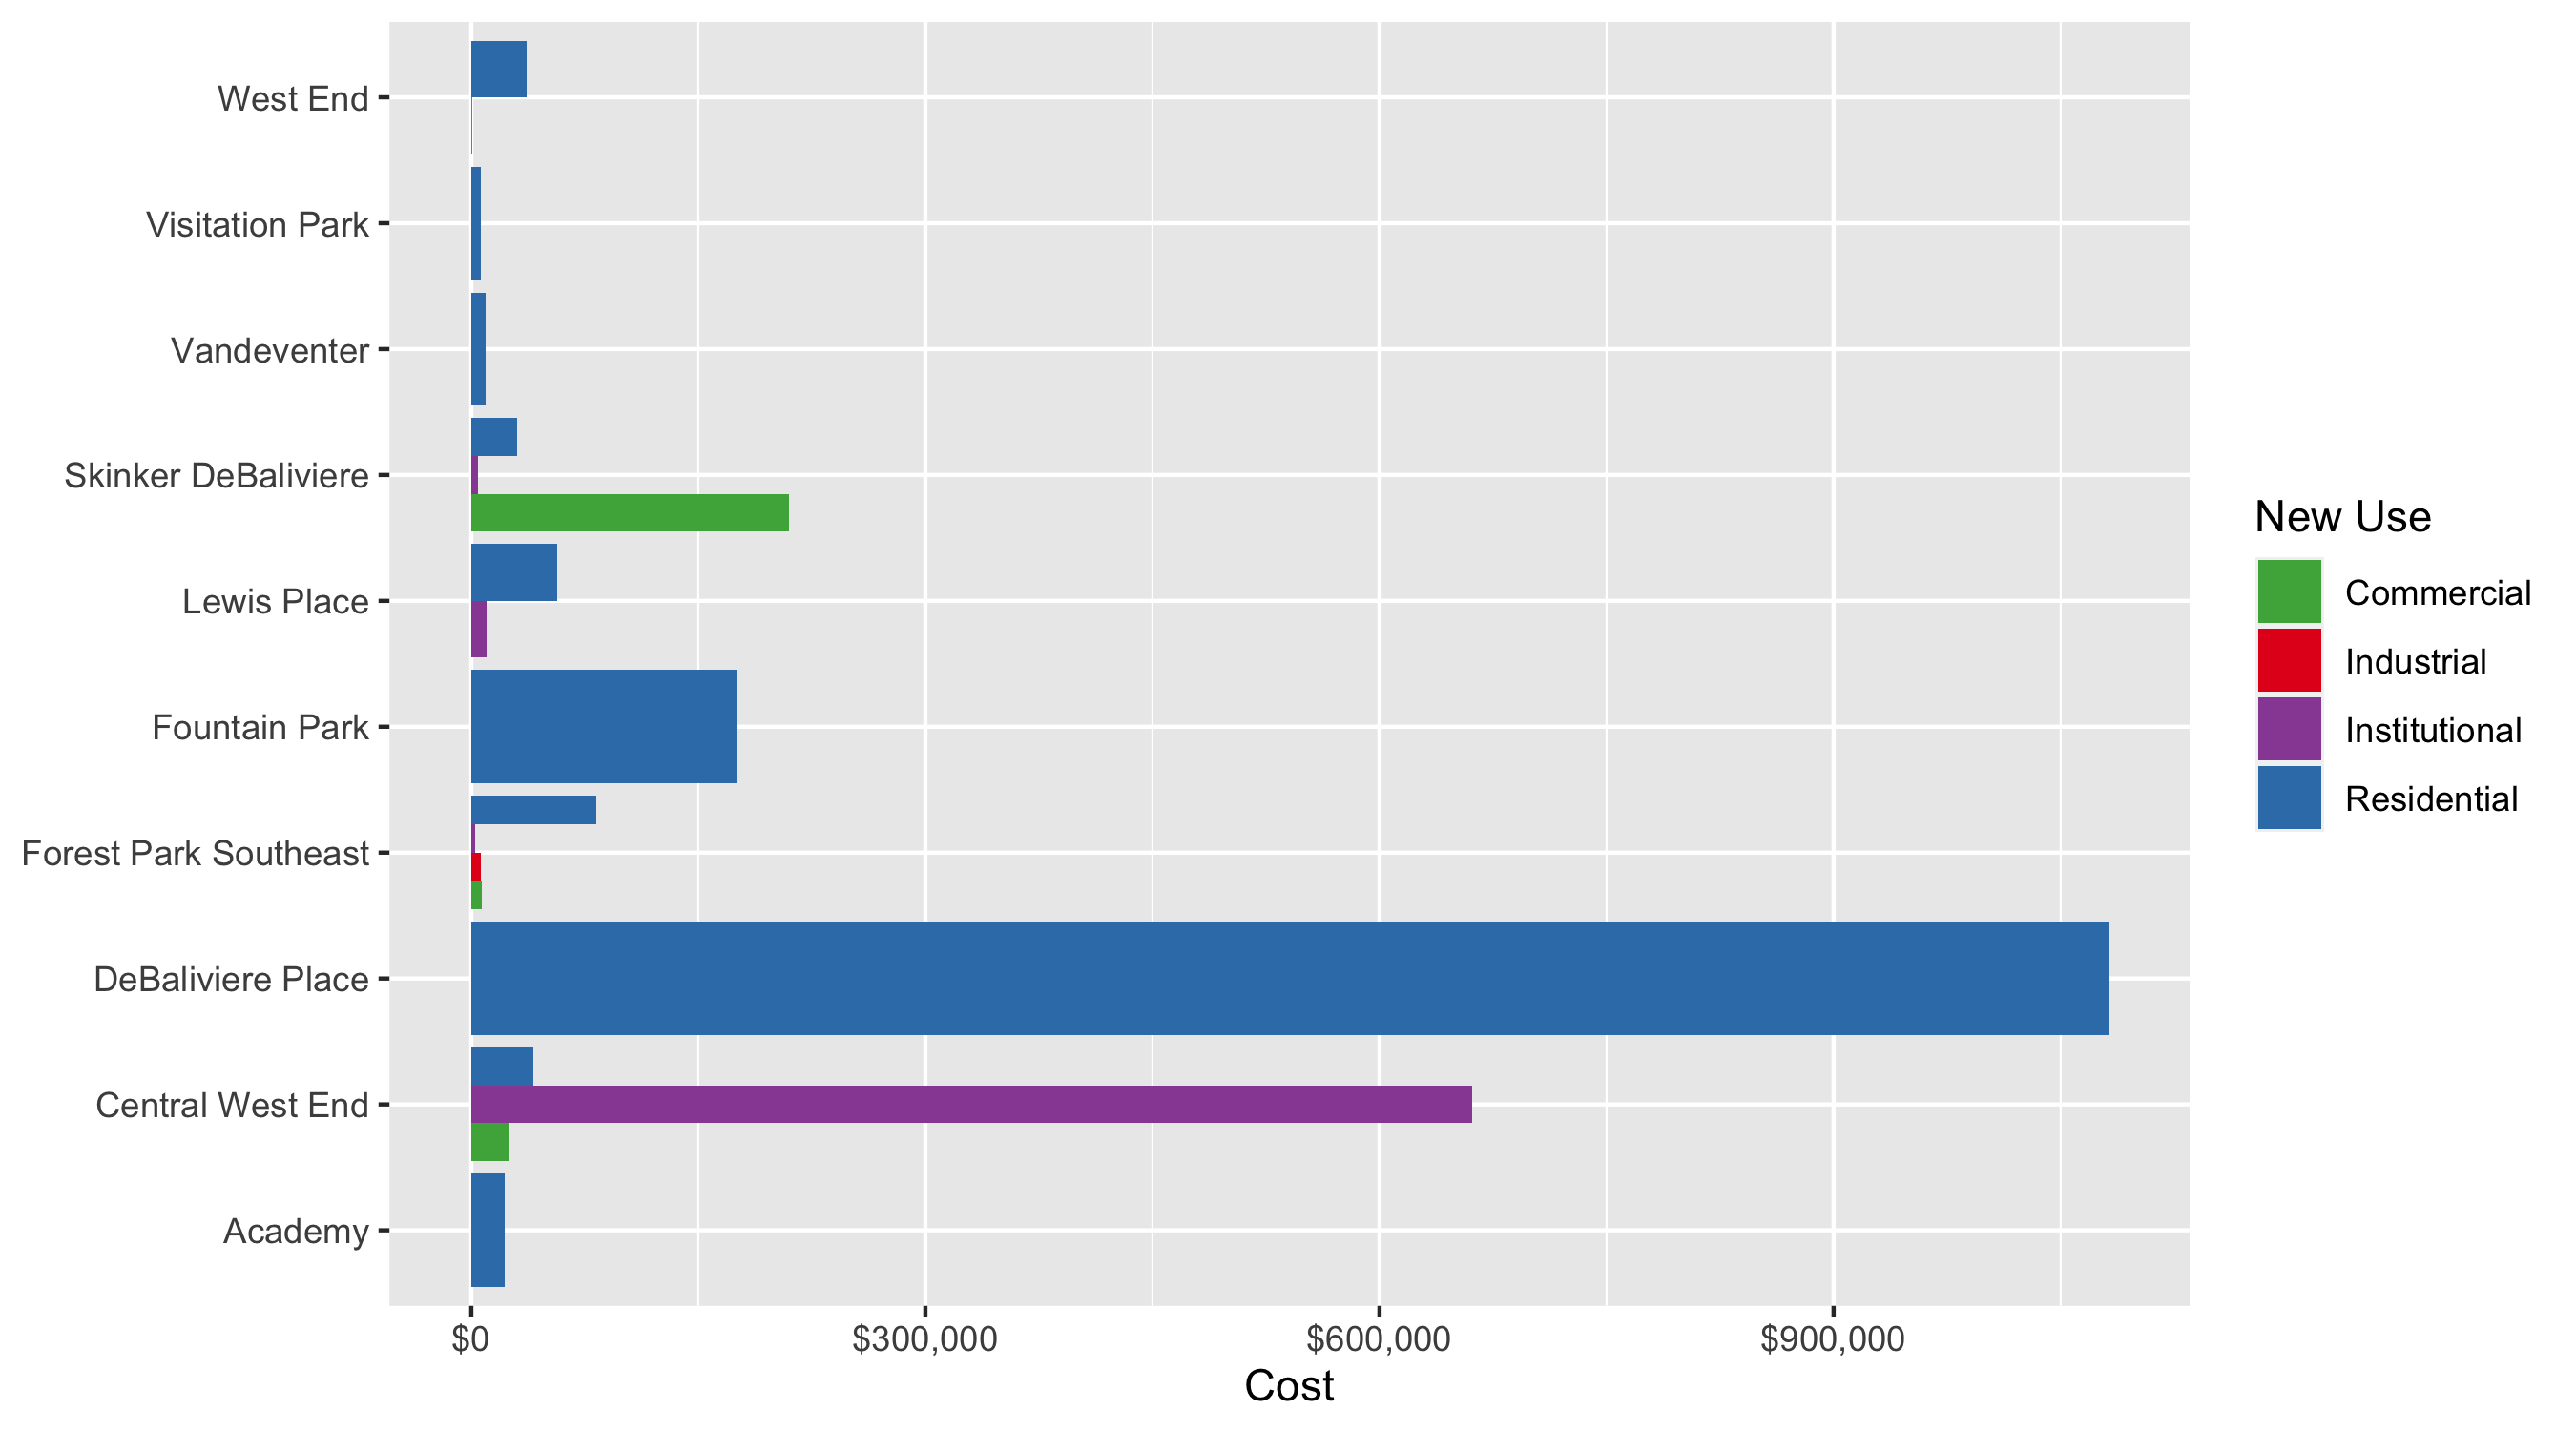 West End
Visitation Park
Vandeventer
Skinker DeBaliviere
Lewis Place
Fountain Park
Forest Park Southeast
DeBaliviere Place
Central West End
Academy
$0 $300,000 $600,000 $900,000
Cost
New Use
Commercial
Industrial
Institutional
Residential